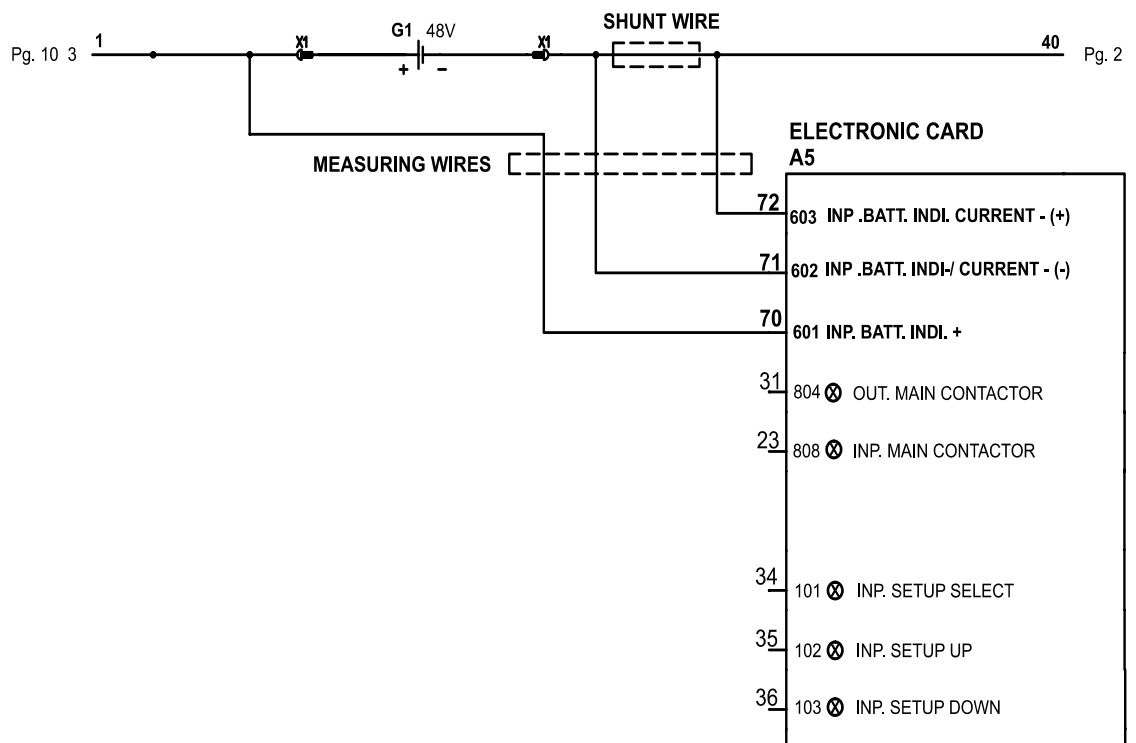 SHUNT WIRE
Pg. 10 3 1 X1 G1 48V X1 40 Pg. 2
+ −
ELECTRONIC CARD
A5
MEASURING WIRES
72 603 INP .BATT. INDI. CURRENT - (+)
71 602 INP .BATT. INDI-/ CURRENT - (-)
70 601 INP. BATT. INDI. +
31 804 OUT. MAIN CONTACTOR
23 808 INP. MAIN CONTACTOR
34 101 INP. SETUP SELECT
35 102 INP. SETUP UP
36 103 INP. SETUP DOWN